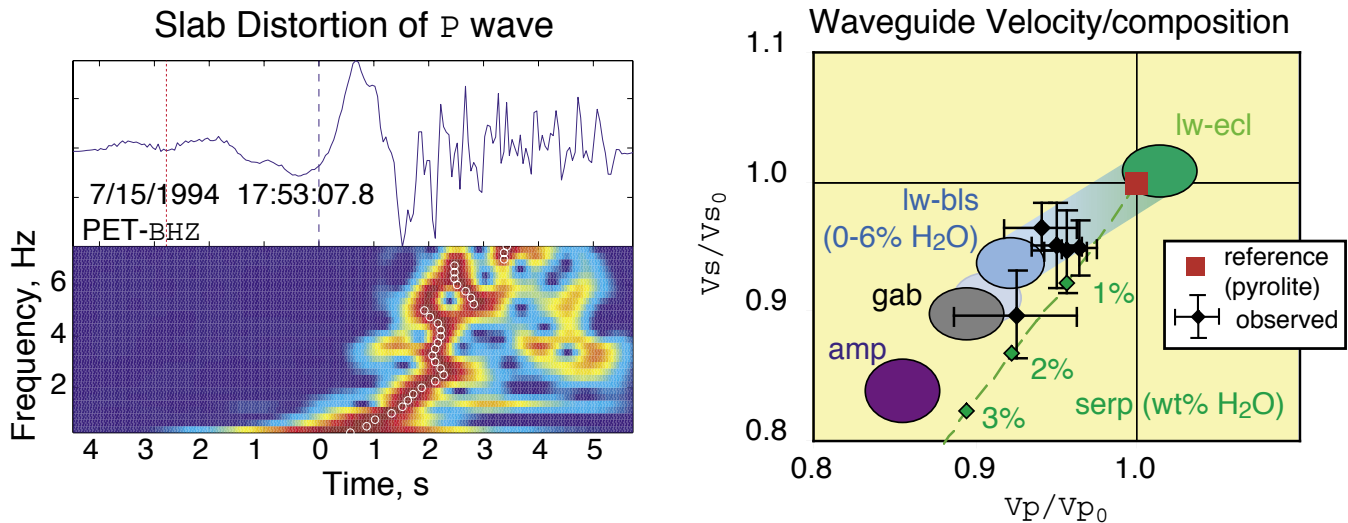 Slab Distortion of P wave
7/15/1994 17:53:07.8
PET-BHZ
Frequency, Hz
6
4
2
4 3 2 1 0 1 2 3 4 5
Time, s
Waveguide Velocity/composition
Vs/Vs₀
1.1
1.0
0.9
0.8
lw-ecl
lw-bls
(0-6% H₂O)
gab
amp
1%
2%
3%
serp (wt% H₂O)
0.8 0.9 1.0
Vp/Vp₀
reference
(pyrolite)
observed